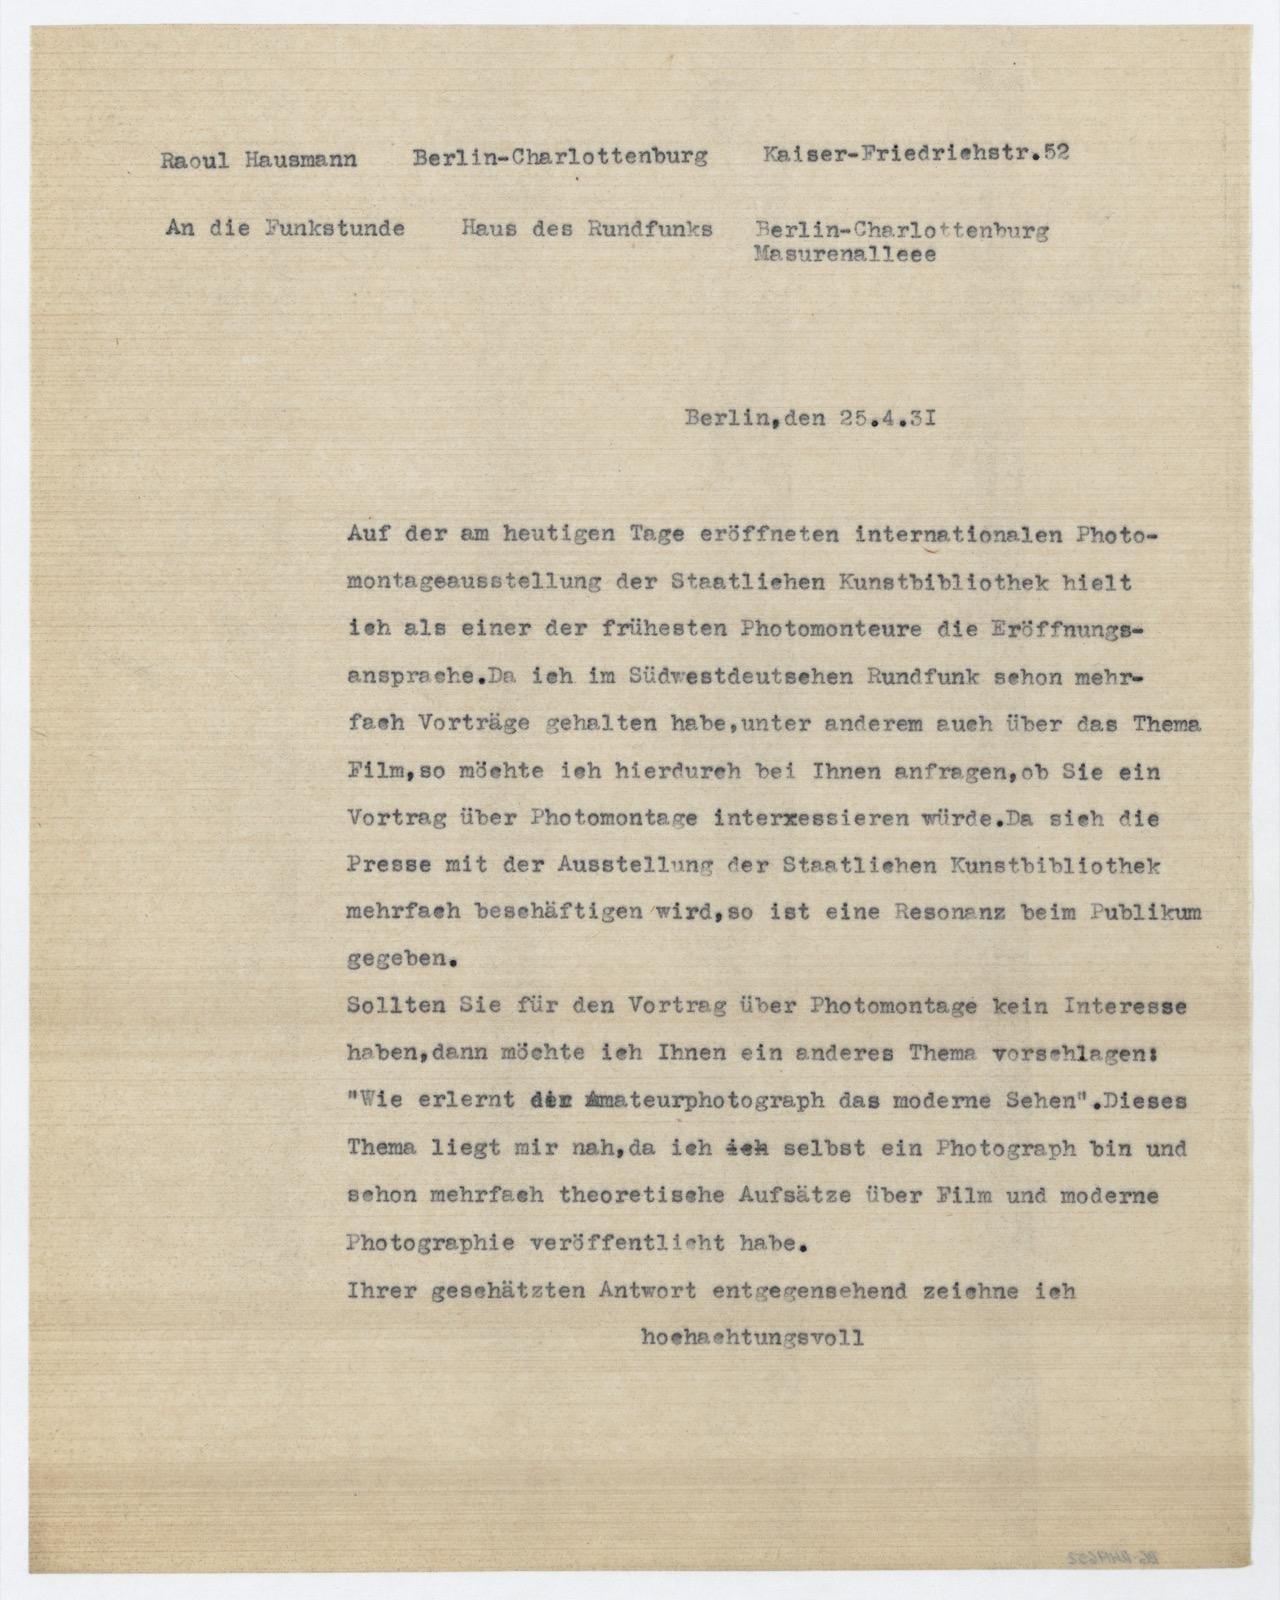 Raoul Hausmann Berlin-Charlottenburg Kaiser-Friedrichstr.52
An die Funkstunde Haus des Rundfunks Berlin-Charlottenburg
Masurenalleee
Berlin,den 25.4.3I
Auf der am heutigen Tage eröffneten internationalen Photo-
montageausstellung der Staatlichen Kunstbibliothek hielt
ich als einer der frühesten Photomonteure die Eröffnungs-
ansprache.Da ich im Südwestdeutschen Rundfunk schon mehr-
fach Vorträge gehalten habe,unter anderem auch über das Thema
Film,so möchte ich hierdurch bei Ihnen anfragen,ob Sie ein
Vortrag über Photomontage interxessieren würde.Da sich die
Presse mit der Ausstellung der Staatlichen Kunstbibliothek
mehrfach beschäftigen wird,so ist eine Resonanz beim Publikum
gegeben.
Sollten Sie für den Vortrag über Photomontage kein Interesse
haben,dann möchte ich Ihnen ein anderes Thema vorschlagen:
"Wie erlernt der Amateurphotograph das moderne Sehen".Dieses
Thema liegt mir nah,da ich ich selbst ein Photograph bin und
schon mehrfach theoretische Aufsätze über Film und moderne
Photographie veröffentlicht habe.
Ihrer geschätzten Antwort entgegensehend zeichne ich
hochachtungsvoll